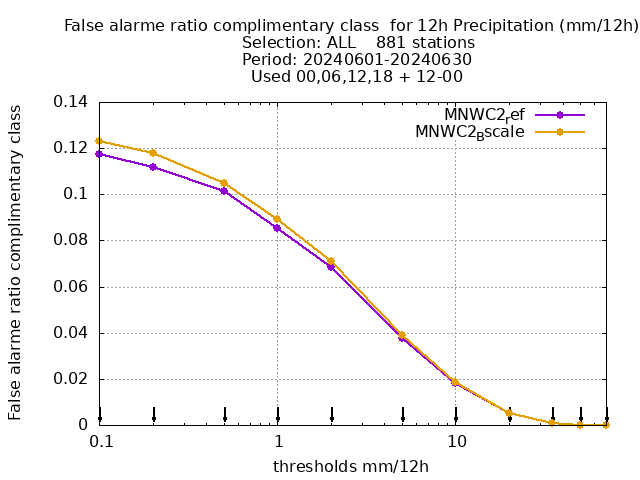 False alarme ratio complimentary class  for 12h Precipitation (mm/12h)
Selection: ALL    881 stations
Period: 20240601-20240630
Used 00,06,12,18 + 12-00
MNWC2_ref
MNWC2_Bscale
False alarme ratio complimentary class
0.14
0.12
0.1
0.08
0.06
0.04
0.02
0
0.1 1 10
thresholds mm/12h